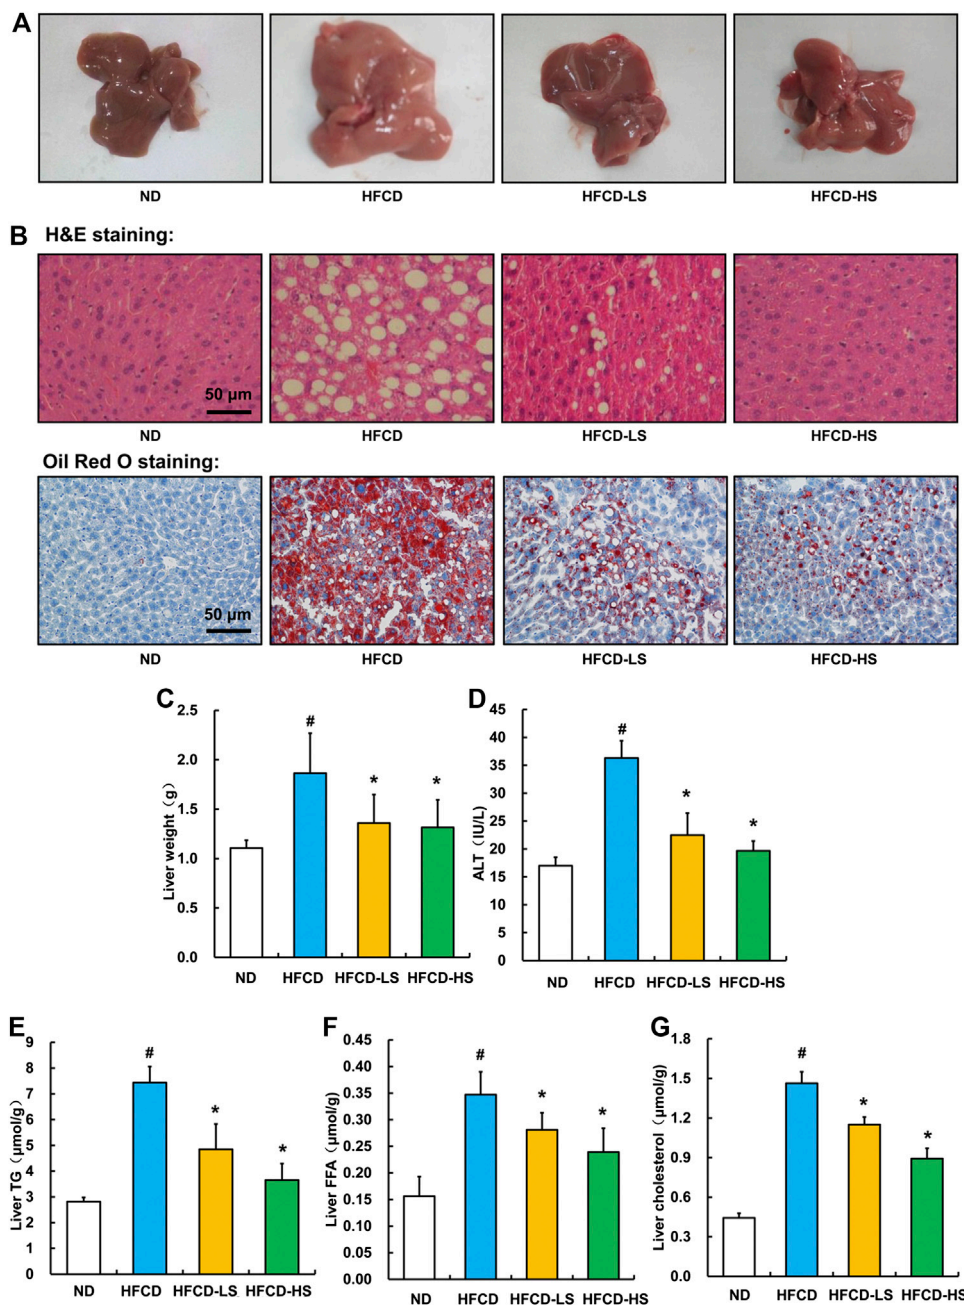 A
ND
HFCD
HFCD-LS
HFCD-HS
B
H&E staining:
50 μm
ND
HFCD
HFCD-LS
HFCD-HS
Oil Red O staining:
50 μm
ND
HFCD
HFCD-LS
HFCD-HS
C
Liver weight (g)
2.5
2.0
1.5
1.0
0.5
0.0
#
*
*
ND
HFCD
HFCD-LS
HFCD-HS
D
ALT (IU/L)
45
40
35
30
25
20
15
10
5
0
#
*
*
ND
HFCD
HFCD-LS
HFCD-HS
E
Liver TG (μmol/g)
9
8
7
6
5
4
3
2
1
0
#
*
*
ND
HFCD
HFCD-LS
HFCD-HS
F
Liver FFA (μmol/g)
0.45
0.40
0.35
0.30
0.25
0.20
0.15
0.10
0.05
0.00
#
*
*
ND
HFCD
HFCD-LS
HFCD-HS
G
Liver cholesterol (μmol/g)
1.8
1.5
1.2
0.9
0.6
0.3
0.0
#
*
*
ND
HFCD
HFCD-LS
HFCD-HS